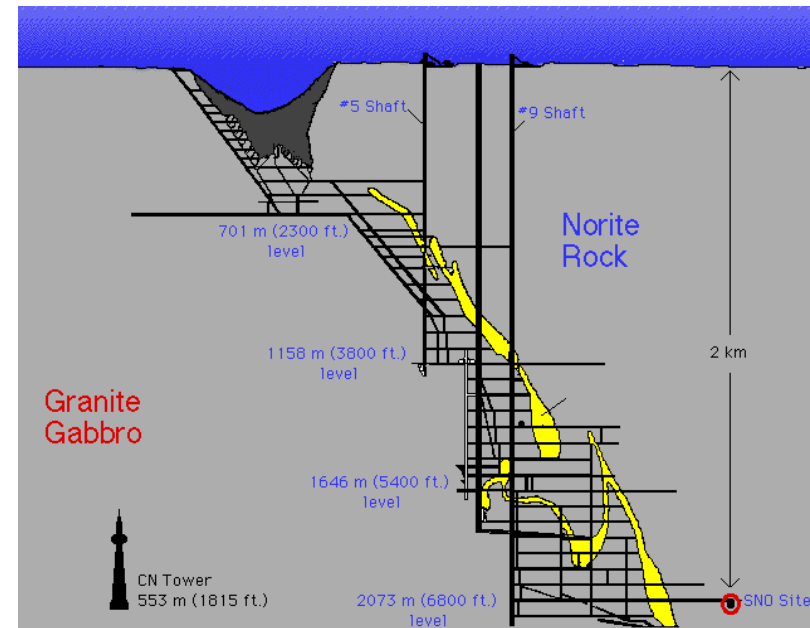 #5 Shaft
#9 Shaft
701 m (2300 ft.)
level
Norite
Rock
1158 m (3800 ft.)
level
2 km
Granite
Gabbro
1646 m (5400 ft.)
level
CN Tower
553 m (1815 ft.)
2073 m (6800 ft.)
level
SNO Site